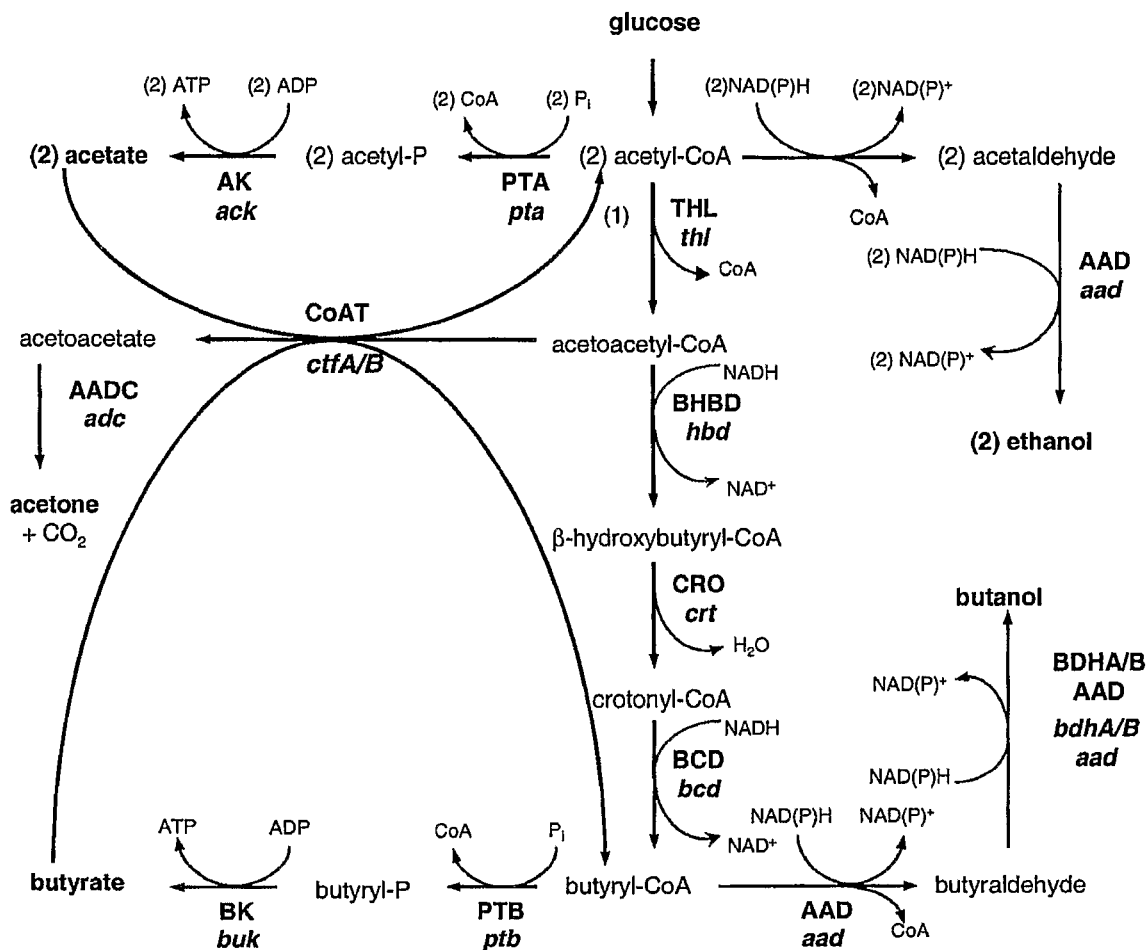 glucose
(2) ATP
(2) ADP
(2) CoA
(2) Pi
(2)NAD(P)H
(2)NAD(P)+
(2) acetate
(2) acetyl-P
(2) acetyl-CoA
(2) acetaldehyde
AK
ack
PTA
pta
(1)
THL
thl
CoA
CoA
(2) NAD(P)H
AAD
aad
(2) NAD(P)+
(2) ethanol
CoAT
ctfA/B
acetoacetate
acetoacetyl-CoA
AADC
adc
NADH
BHBD
hbd
NAD+
acetone
+ CO2
β-hydroxybutyryl-CoA
CRO
crt
H2O
butanol
BDHA/B
AAD
bdhA/B
aad
NAD(P)+
NAD(P)H
crotonyl-CoA
NADH
BCD
bcd
NAD+
NAD(P)H
NAD(P)+
ATP
ADP
CoA
Pi
butyrate
butyryl-P
butyryl-CoA
butyraldehyde
BK
buk
PTB
ptb
AAD
aad
CoA